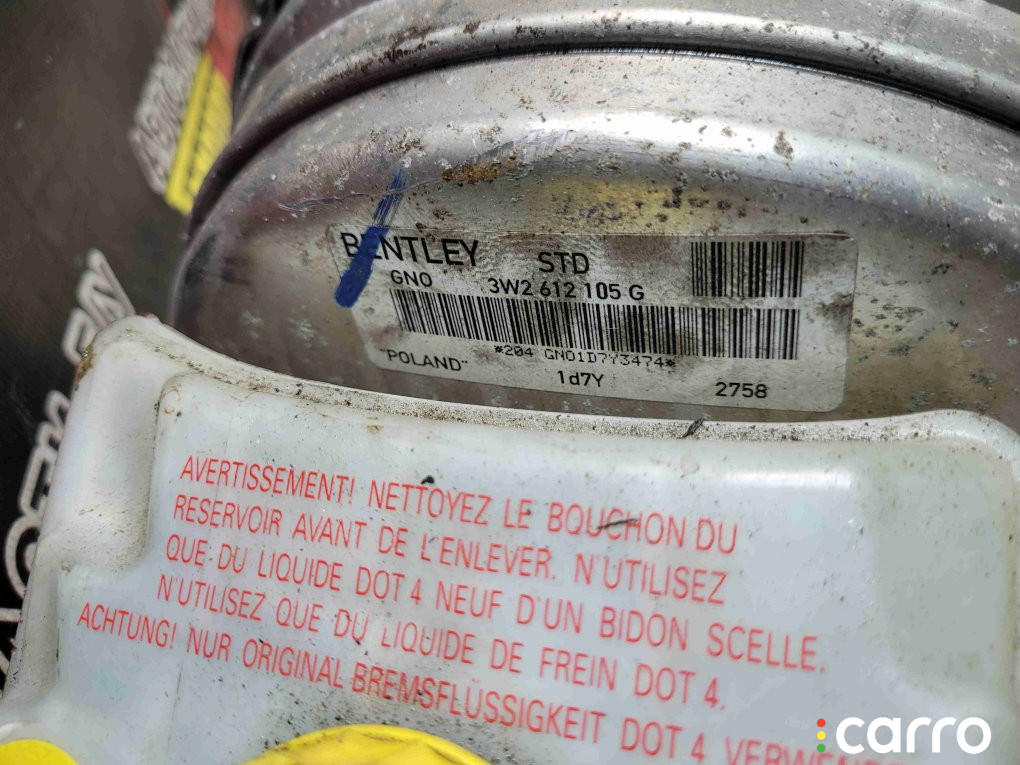 BENTLEY STD
GNO 3W2 612 105 G
*204 GNO1D7Y3474*
"POLAND"
1d7Y 2758
AVERTISSEMENT! NETTOYEZ LE BOUCHON DU
RESERVOIR AVANT DE L'ENLEVER. N'UTILISEZ
QUE DU LIQUIDE DOT 4 NEUF D'UN BIDON SCELLE.
N'UTILISEZ QUE DU LIQUIDE DE FREIN DOT 4.
ACHTUNG! NUR ORIGINAL BREMSFLÜSSIGKEIT DOT 4
carro